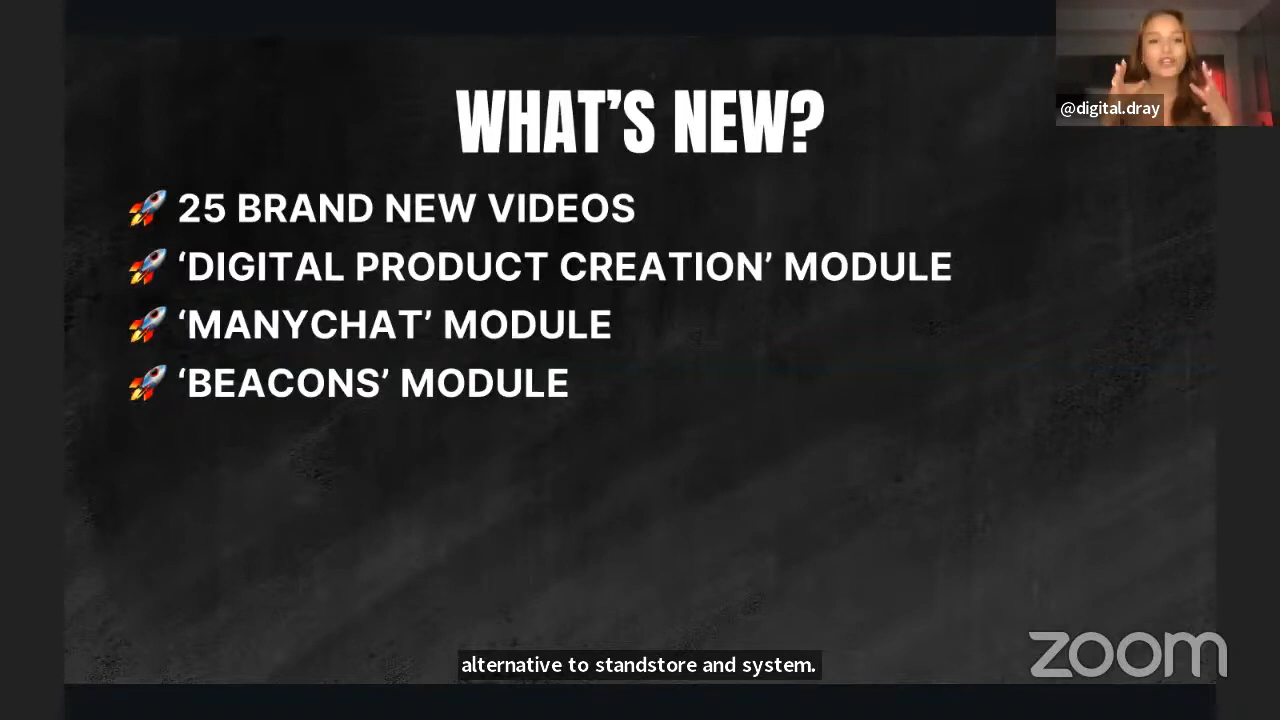 @digital.dray
WHAT'S NEW?
🚀 25 BRAND NEW VIDEOS
🚀 ‘DIGITAL PRODUCT CREATION’ MODULE
🚀 ‘MANYCHAT’ MODULE
🚀 ‘BEACONS’ MODULE
alternative to standstore and system.
zoom